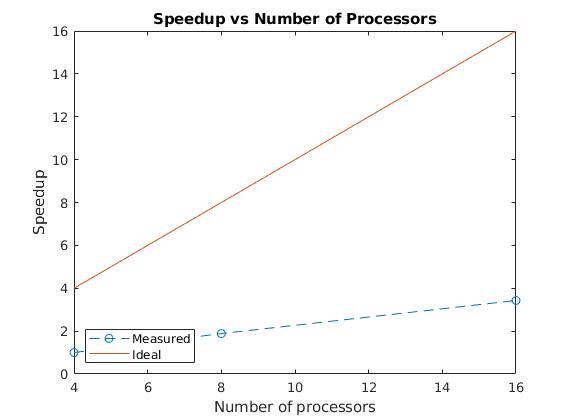 Speedup vs Number of Processors
16
14
12
10
8
6
4
2
0
Speedup
Measured
Ideal
4 6 8 10 12 14 16
Number of processors